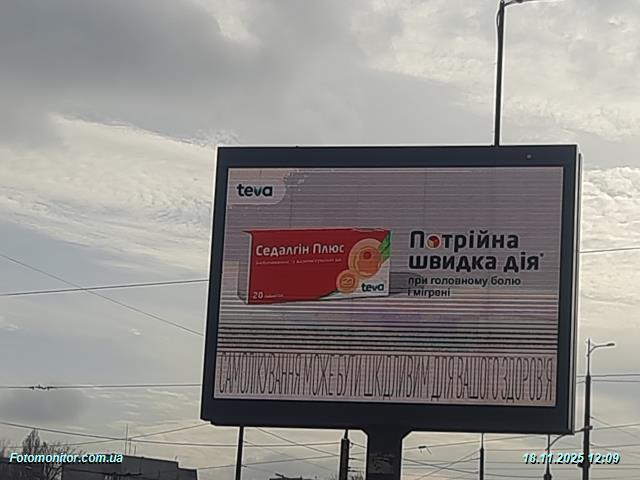 teva
Седалгін Плюс
20 таблеток
teva
Потрійна
швидка дія*
при головному болю
і мігрені
САМОЛІКУВАННЯ МОЖЕ БУТИ ШКІДЛИВИМ ДЛЯ ВАШОГО ЗДОРОВ'Я
Fotomonitor.com.ua
18.11.2025 12:09